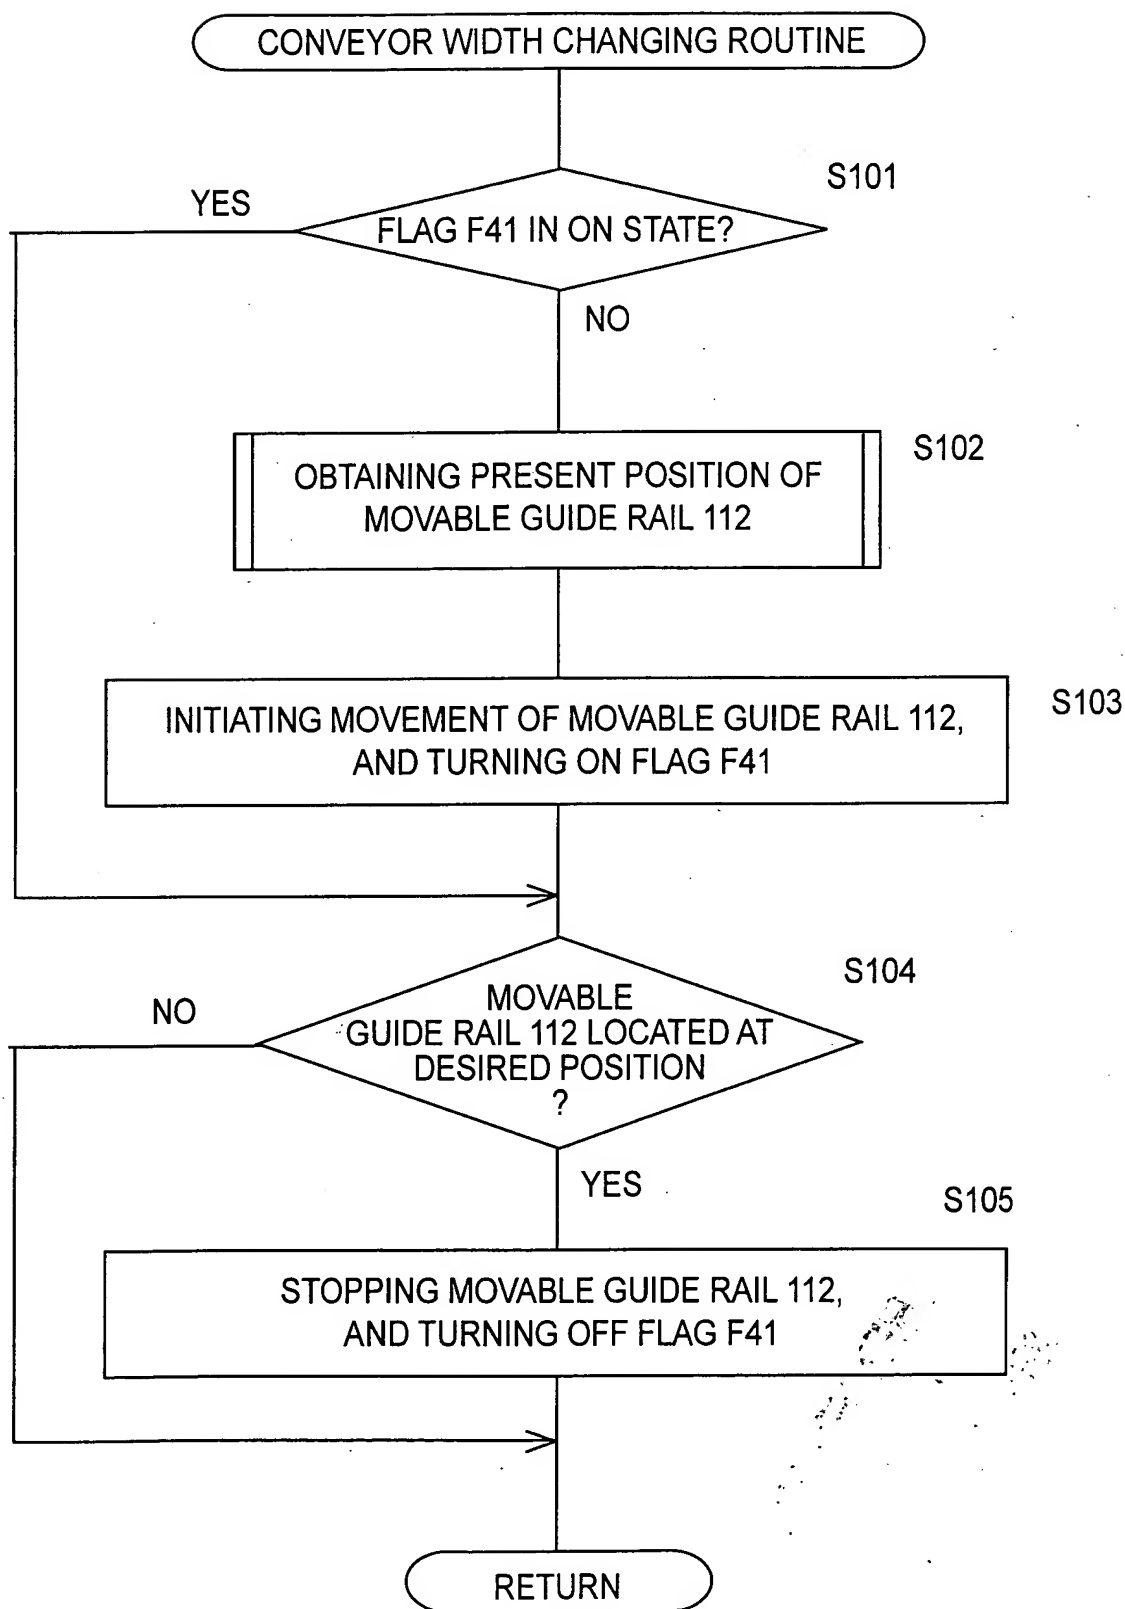 CONVEYOR WIDTH CHANGING ROUTINE
S101
YES
FLAG F41 IN ON STATE?
NO
S102
OBTAINING PRESENT POSITION OF
MOVABLE GUIDE RAIL 112
S103
INITIATING MOVEMENT OF MOVABLE GUIDE RAIL 112,
AND TURNING ON FLAG F41
S104
NO
MOVABLE
GUIDE RAIL 112 LOCATED AT
DESIRED POSITION
?
YES
S105
STOPPING MOVABLE GUIDE RAIL 112,
AND TURNING OFF FLAG F41
RETURN